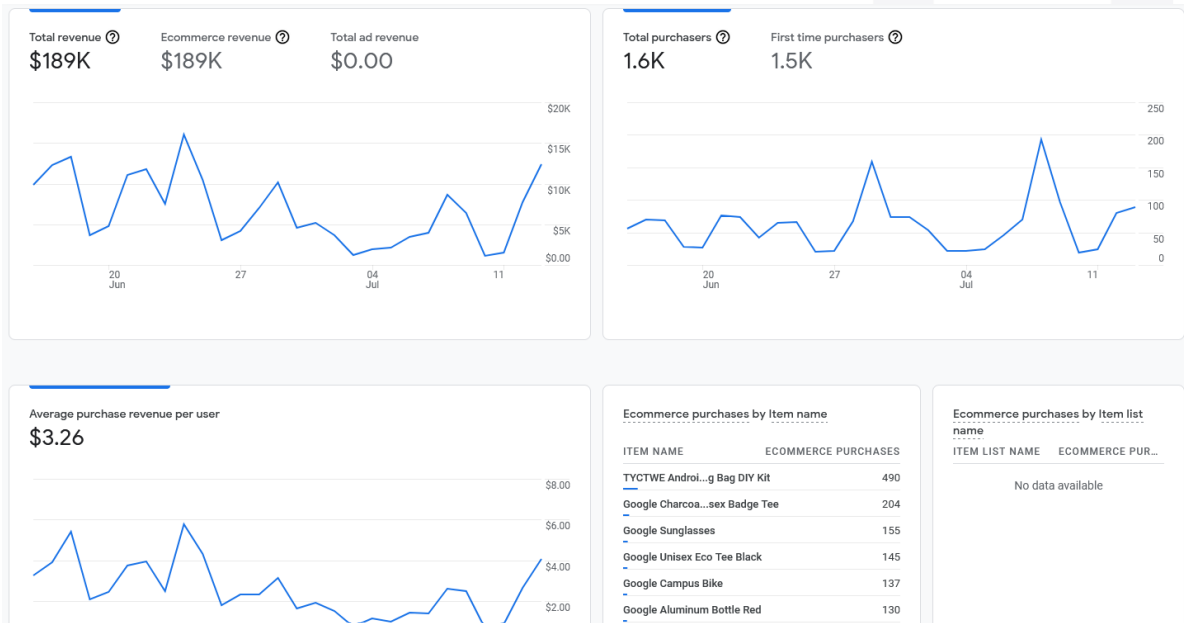 Total revenue
Ecommerce revenue
Total ad revenue
$189K
$189K
$0.00
$20K
$15K
$10K
$5K
$0.00
20
Jun
27
04
Jul
11
Total purchasers
First time purchasers
1.6K
1.5K
250
200
150
100
50
0
20
Jun
27
04
Jul
11
Average purchase revenue per user
$3.26
$8.00
$6.00
$4.00
$2.00
Ecommerce purchases by Item name
ITEM NAME ECOMMERCE PURCHASES
TYCTWE Androi...g Bag DIY Kit 490
Google Charcoa...sex Badge Tee 204
Google Sunglasses 155
Google Unisex Eco Tee Black 145
Google Campus Bike 137
Google Aluminum Bottle Red 130
Ecommerce purchases by Item list
name
ITEM LIST NAME ECOMMERCE PUR...
No data available